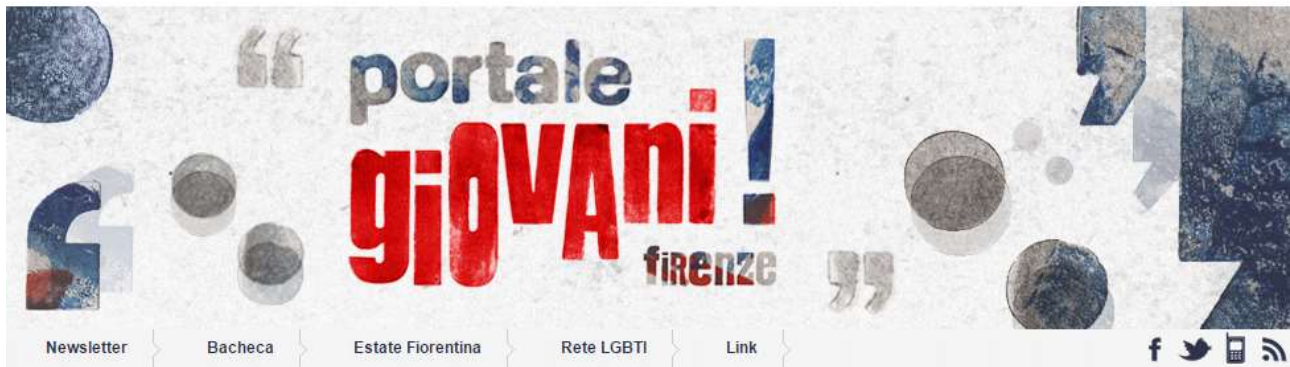 portale
giovani!
firenze
Newsletter Bacheca Estate Fiorentina Rete LGBTI Link